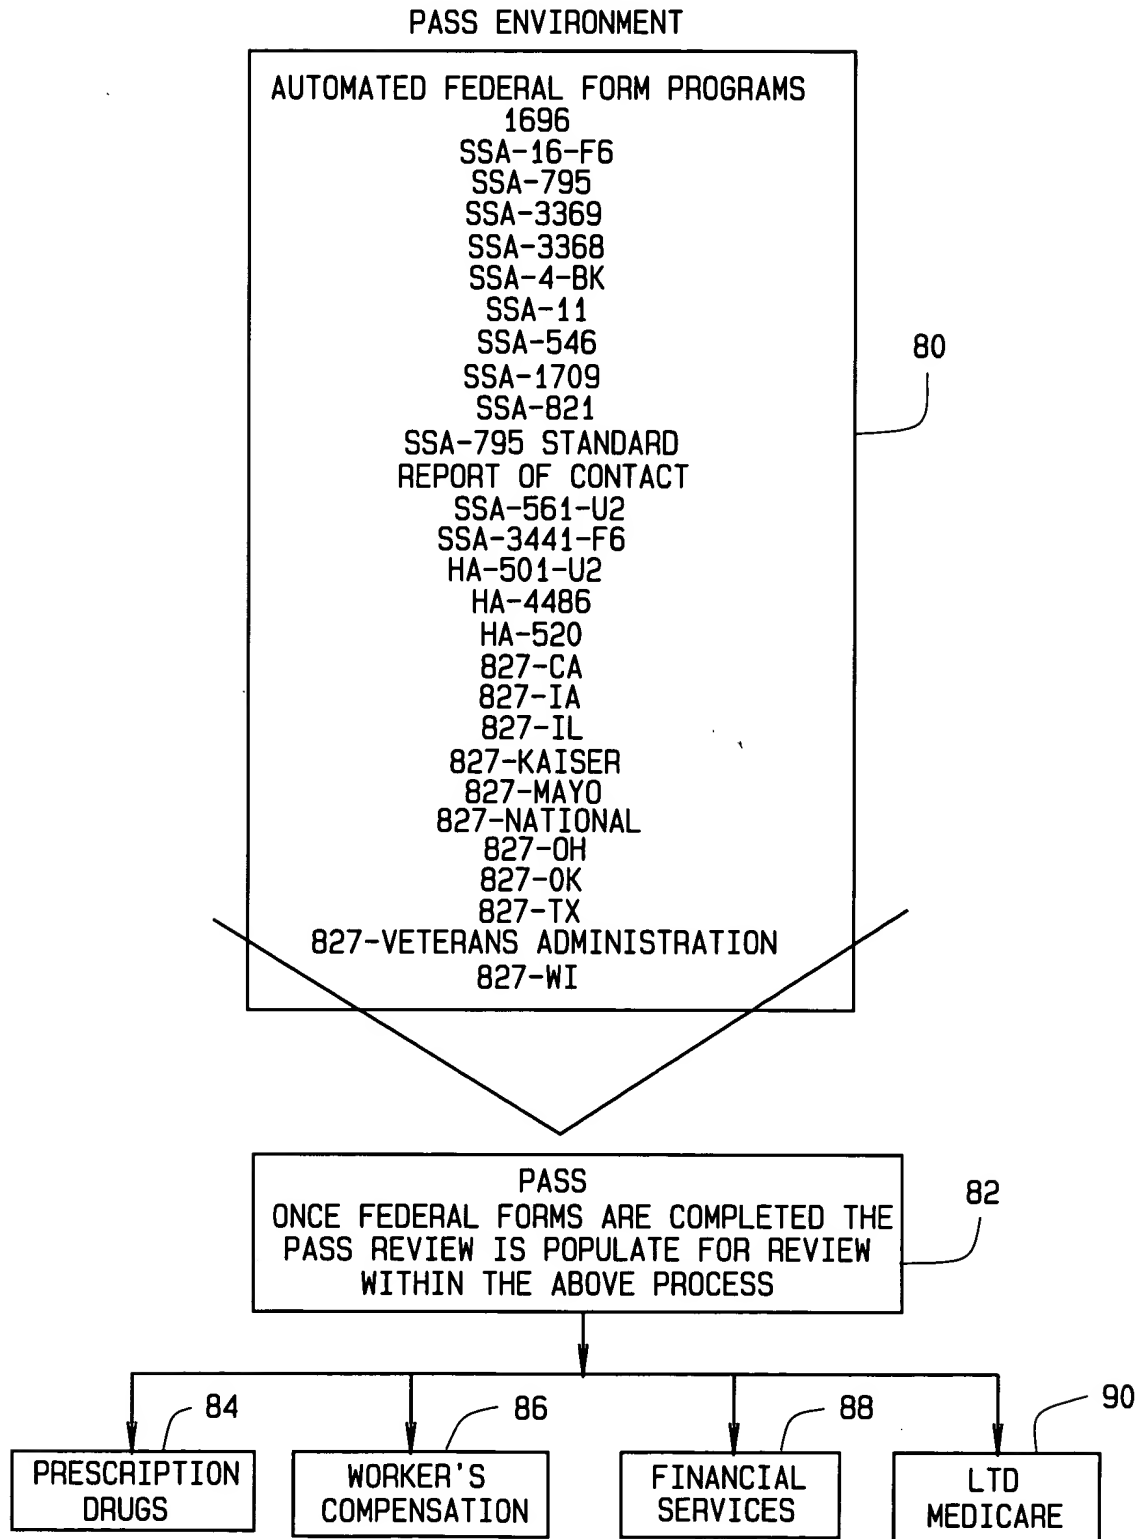 PASS ENVIRONMENT
AUTOMATED FEDERAL FORM PROGRAMS
1696
SSA-16-F6
SSA-795
SSA-3369
SSA-3368
SSA-4-BK
SSA-11
SSA-546
SSA-1709
SSA-821
SSA-795 STANDARD
REPORT OF CONTACT
SSA-561-U2
SSA-3441-F6
HA-501-U2
HA-4486
HA-520
827-CA
827-IA
827-IL
827-KAISER
827-MAYO
827-NATIONAL
827-OH
827-OK
827-TX
827-VETERANS ADMINISTRATION
827-WI
80
PASS
ONCE FEDERAL FORMS ARE COMPLETED THE
PASS REVIEW IS POPULATE FOR REVIEW
WITHIN THE ABOVE PROCESS
82
84
PRESCRIPTION
DRUGS
86
WORKER'S
COMPENSATION
88
FINANCIAL
SERVICES
90
LTD
MEDICARE